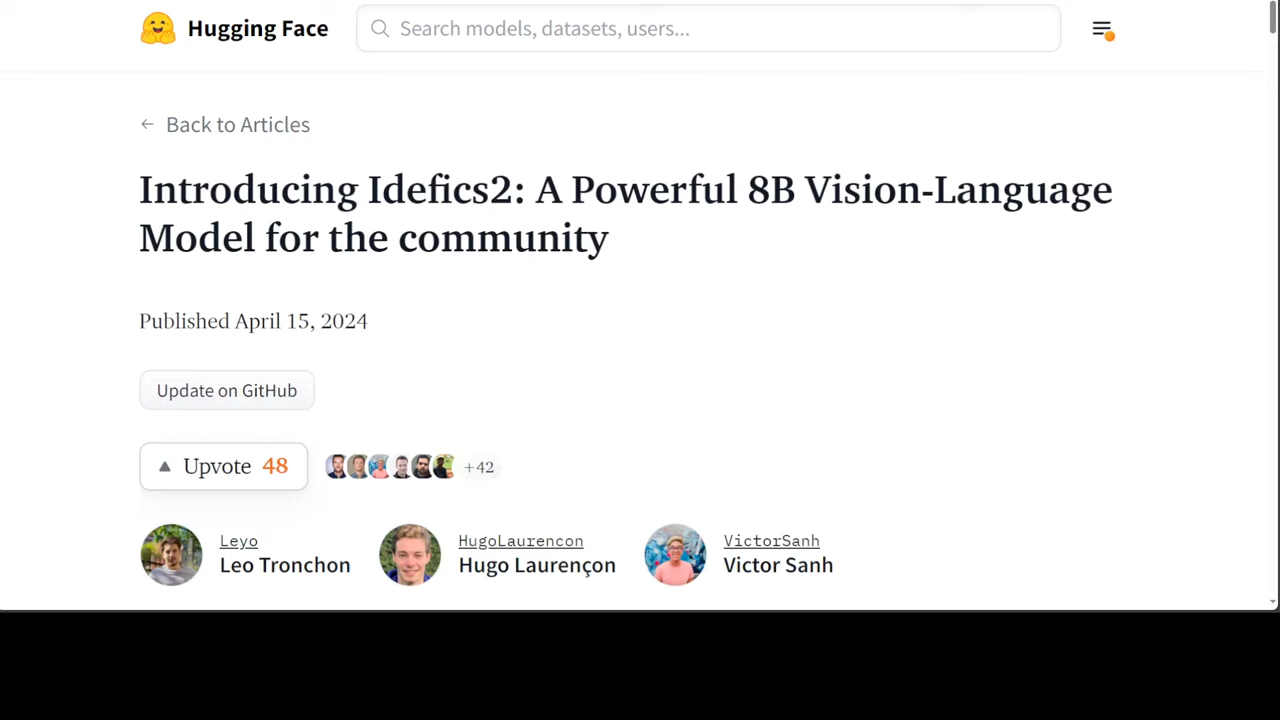 Hugging Face
Search models, datasets, users...
← Back to Articles
Introducing Idefics2: A Powerful 8B Vision-Language
Model for the community
Published April 15, 2024
Update on GitHub
Upvote 48
+42
Leyo
Leo Tronchon
HugoLaurencon
Hugo Laurençon
VictorSanh
Victor Sanh